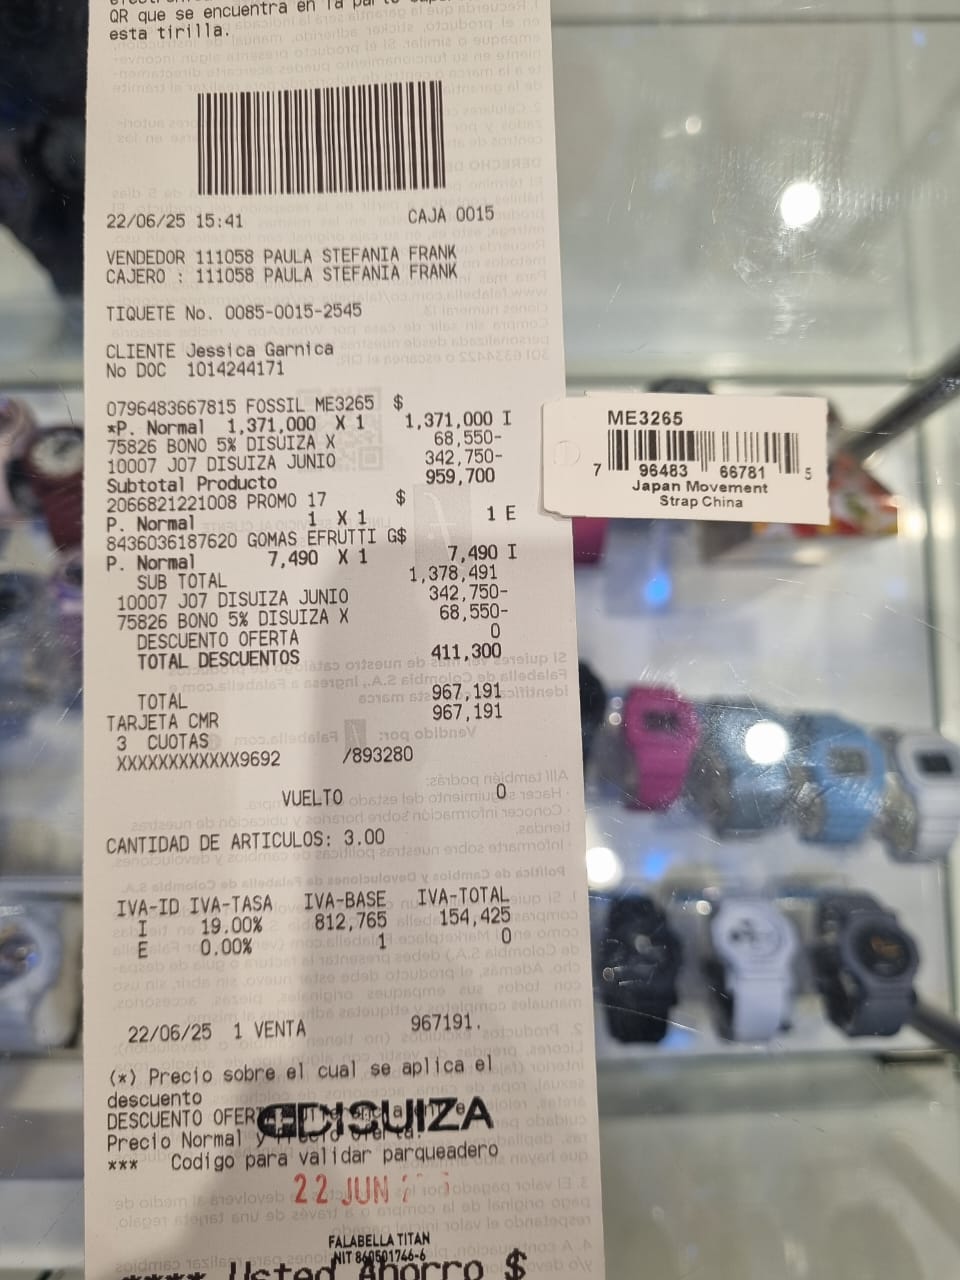 QR que se encuentra en la parte
esta tirilla.
22/06/25 15:41 CAJA 0015
VENDEDOR 111058 PAULA STEFANIA FRANK
CAJERO : 111058 PAULA STEFANIA FRANK
TIQUETE No. 0085-0015-2545
CLIENTE Jessica Garnica
No DOC 1014244171
0796483667815 FOSSIL ME3265 $
*P. Normal 1,371,000 X 1 1,371,000 I
75826 BONO 5% DISUIZA X 68,550-
10007 J07 DISUIZA JUNIO 342,750-
Subtotal Producto 959,700
2066821221008 PROMO 17 $
P. Normal 1 X 1 1 E
8436036187620 GOMAS EFRUTTI G$
P. Normal 7,490 X 1 7,490 I
SUB TOTAL 1,378,491
10007 J07 DISUIZA JUNIO 342,750-
75826 BONO 5% DISUIZA X 68,550-
DESCUENTO OFERTA 0
TOTAL DESCUENTOS 411,300
TOTAL 967,191
TARJETA CMR 967,191
3 CUOTAS
XXXXXXXXXXXX9692 /893280
VUELTO 0
CANTIDAD DE ARTICULOS: 3.00
IVA-ID IVA-TASA IVA-BASE IVA-TOTAL
I 19.00% 812,765 154,425
E 0.00% 1 0
22/06/25 1 VENTA 967191.
(*) Precio sobre el cual se aplica el
descuento
DESCUENTO OFERTA
Precio Normal y precio oferta.
*** Codigo para validar parqueadero
DISUIZA
22 JUN
FALABELLA TITAN
NIT 860501746-6
**** Usted Ahorro $
ME3265
7 96483 66781 5
Japan Movement
Strap China